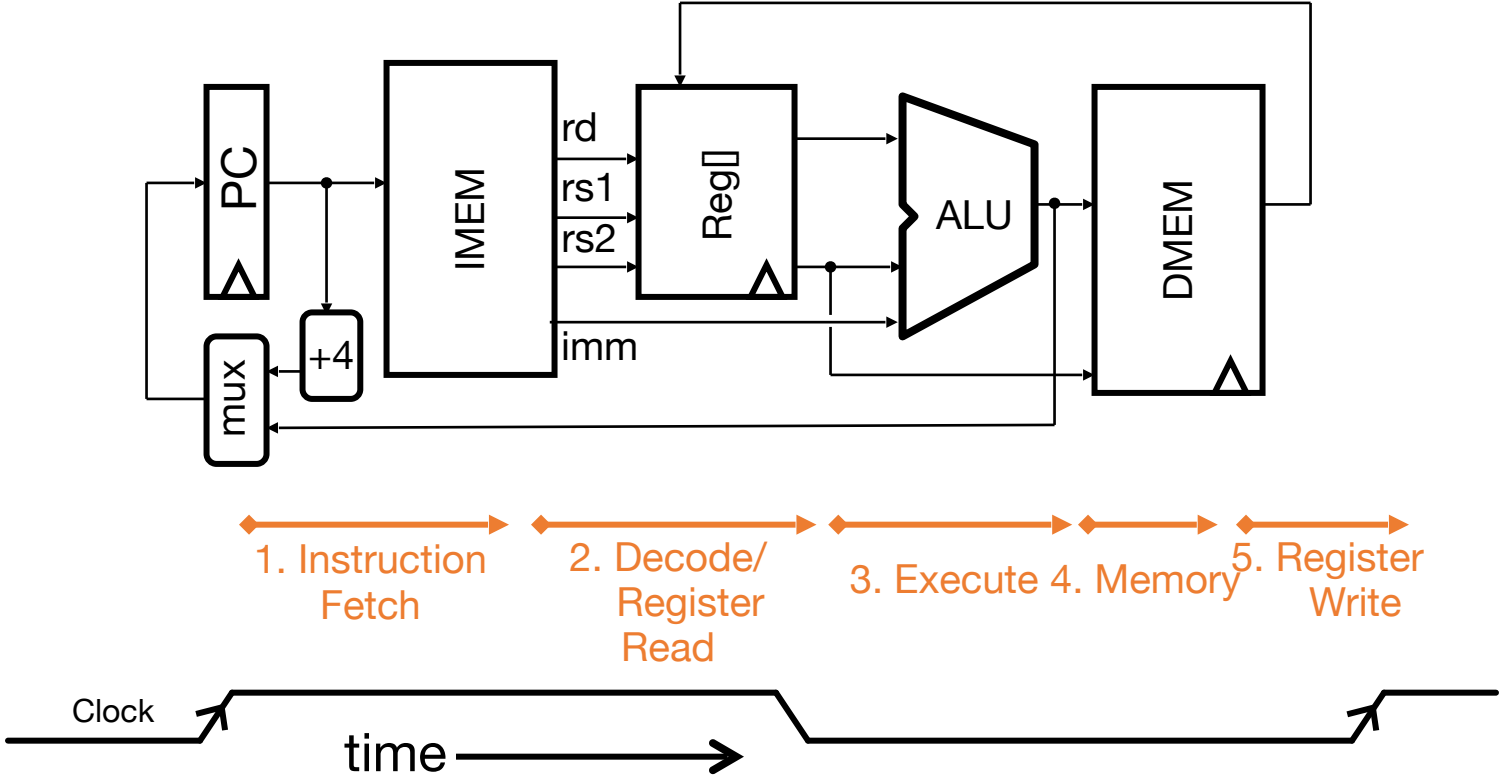 PC
IMEM
rd
rs1
rs2
imm
Reg[]
ALU
DMEM
+4
mux
1. Instruction
Fetch
2. Decode/
Register
Read
3. Execute
4. Memory
5. Register
Write
Clock
time